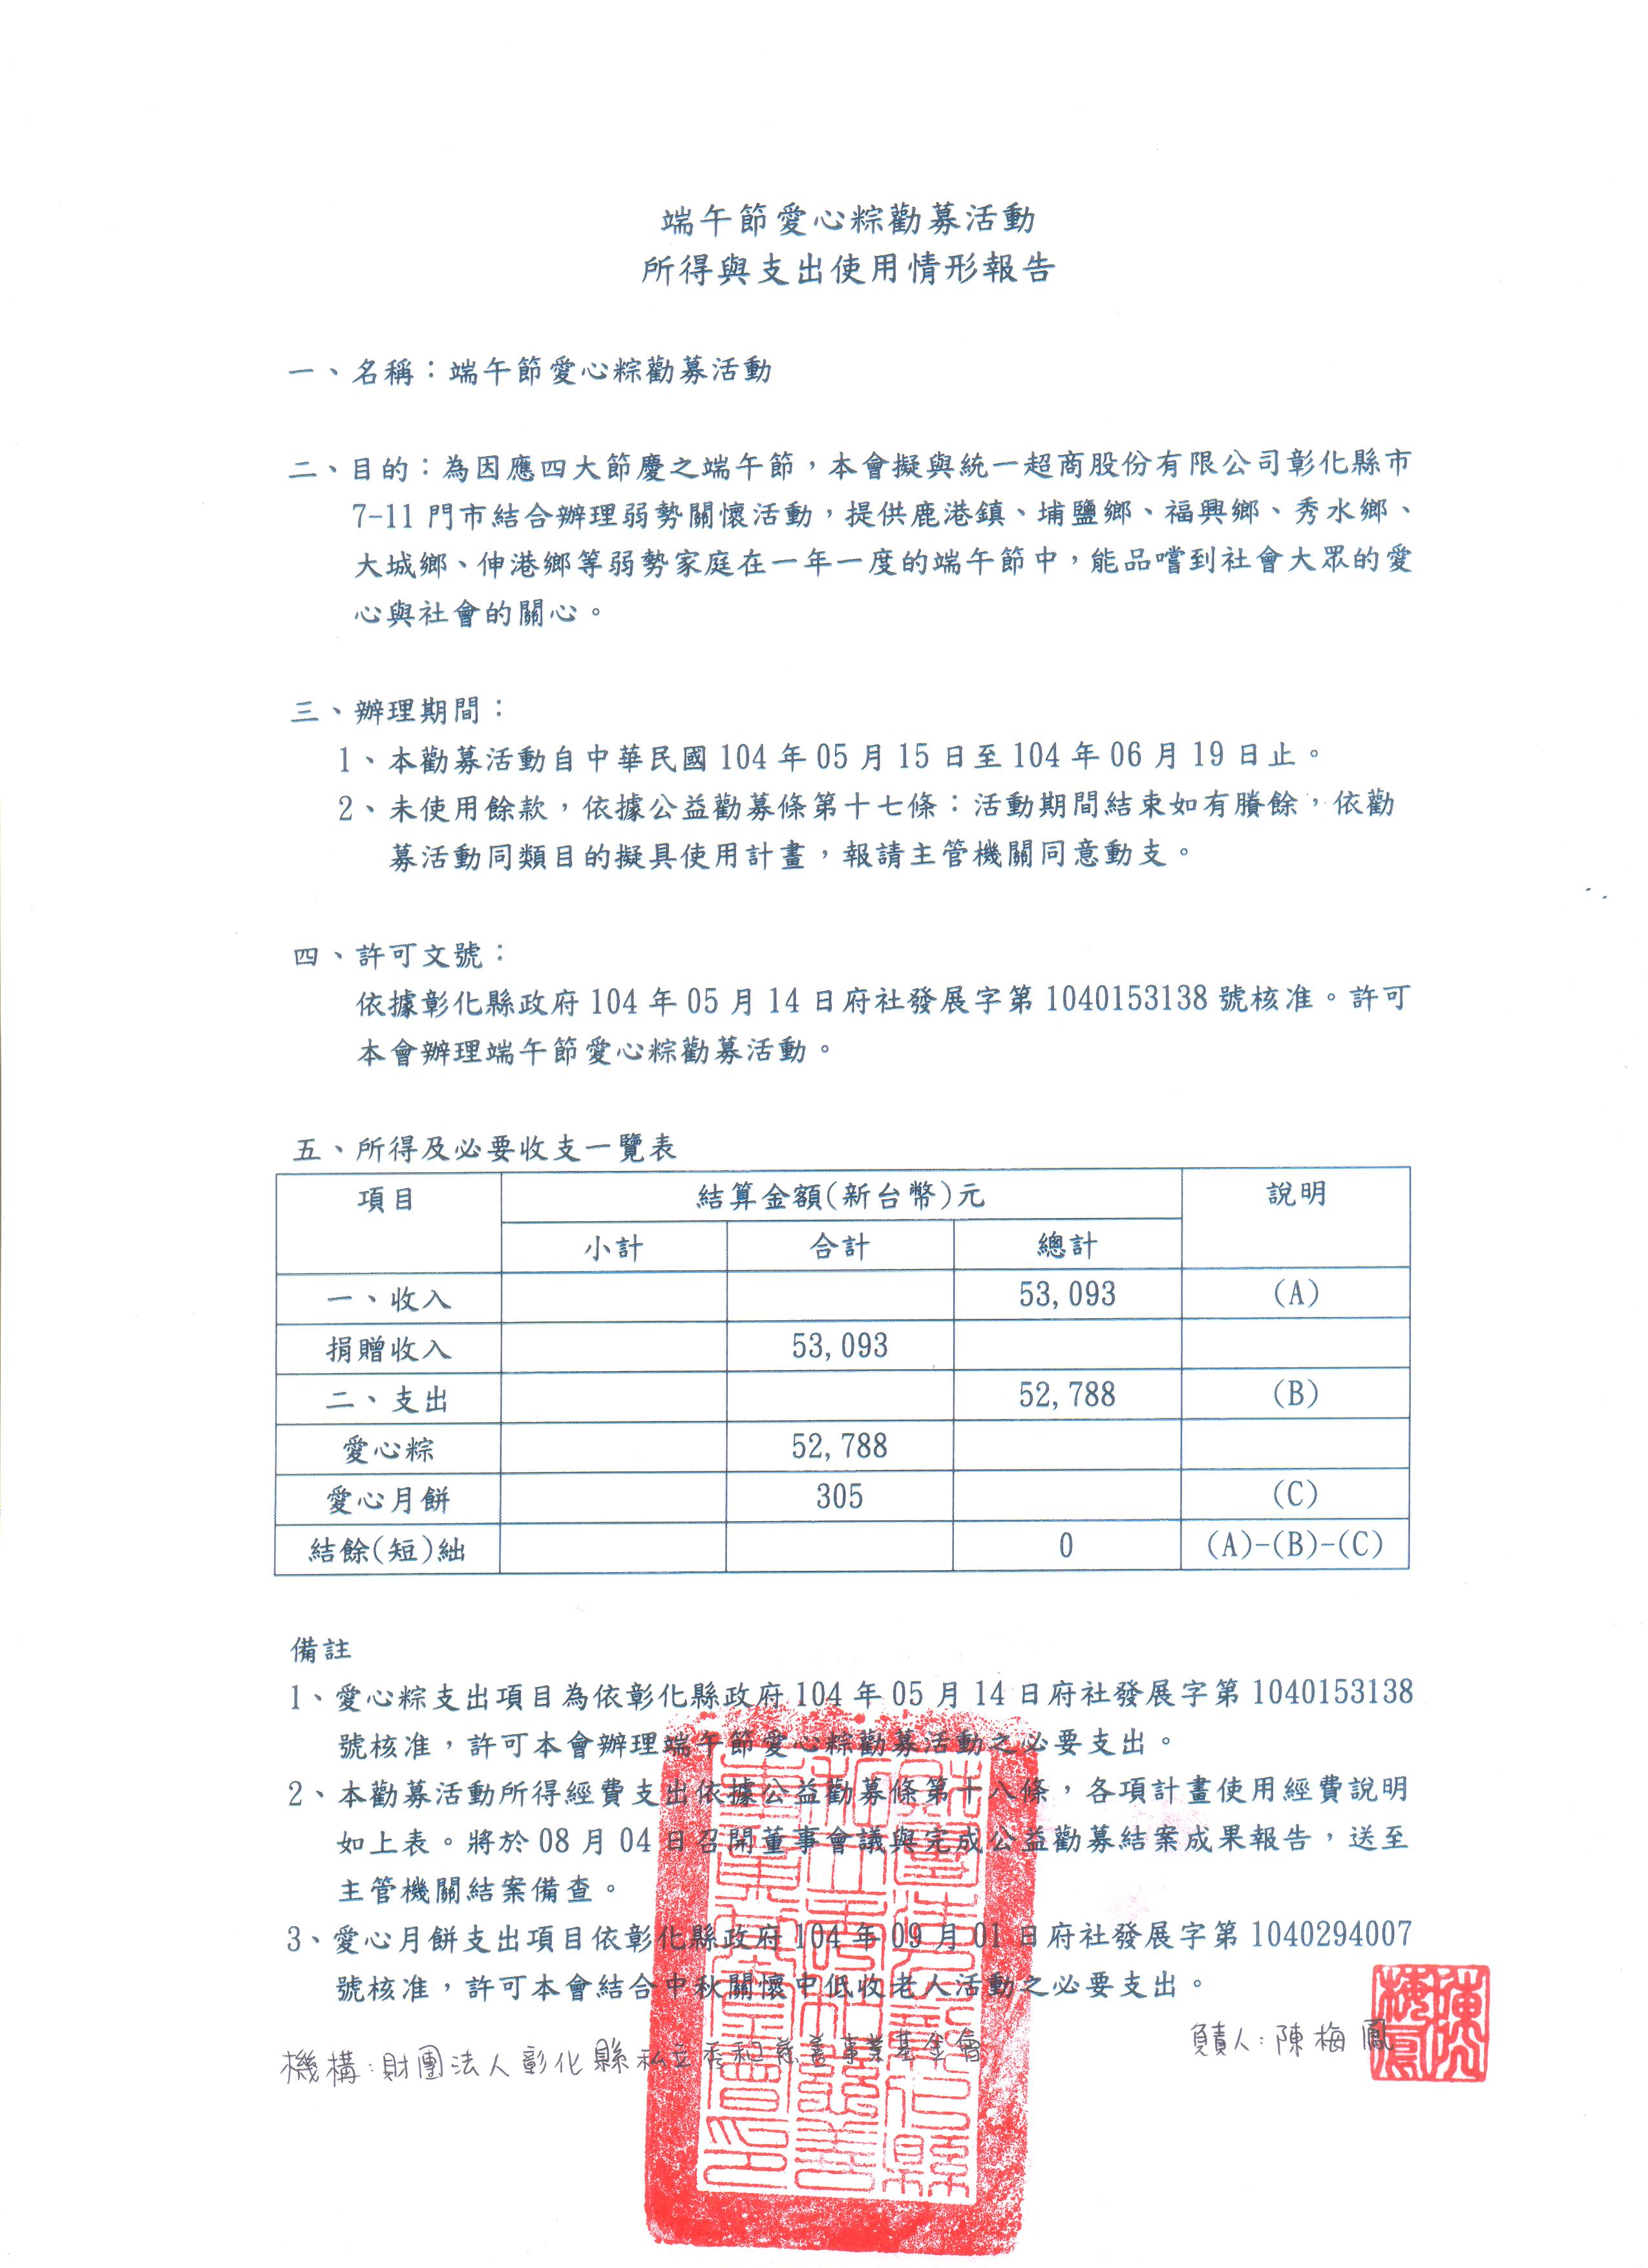 端午節愛心粽勸募活動
所得與支出使用情形報告
一、名稱：端午節愛心粽勸募活動
二、目的：為因應四大節慶之端午節，本會擬與統一超商股份有限公司彰化縣市
7-11 門市結合辦理弱勢關懷活動，提供鹿港鎮、埔鹽鄉、福興鄉、秀水鄉、
大城鄉、伸港鄉等弱勢家庭在一年一度的端午節中，能品嚐到社會大眾的愛
心與社會的關心。
三、辦理期間：
1、本勸募活動自中華民國 104 年 05 月 15 日至 104 年 06 月 19 日止。
2、未使用餘款，依據公益勸募條第十七條：活動期間結束如有賸餘，依勸
募活動同類目的擬具使用計畫，報請主管機關同意動支。
四、許可文號：
依據彰化縣政府 104 年 05 月 14 日府社發展字第 1040153138 號核准。許可
本會辦理端午節愛心粽勸募活動。
五、所得及必要收支一覽表
項目 結算金額(新台幣)元 說明
小計 合計 總計
一、收入 53,093 (A)
捐贈收入 53,093
二、支出 52,788 (B)
愛心粽 52,788
愛心月餅 305 (C)
結餘(短)絀 0 (A)-(B)-(C)
備註
1、愛心粽支出項目為依彰化縣政府 104 年 05 月 14 日府社發展字第 1040153138
號核准，許可本會辦理端午節愛心粽勸募活動之必要支出。
2、本勸募活動所得經費支出依據公益勸募條第十八條，各項計畫使用經費說明
如上表。將於 08 月 04 日召開董事會議與完成公益勸募結案成果報告，送至
主管機關結案備查。
3、愛心月餅支出項目依彰化縣政府 104 年 09 月 01 日府社發展字第 1040294007
號核准，許可本會結合中秋關懷中低收老人活動之必要支出。
機構：財團法人彰化縣私立秀和慈善事業基金會 負責人：陳梅鳳
財團法人彰化縣
私立秀和慈善
事業基金會印
陳梅鳳